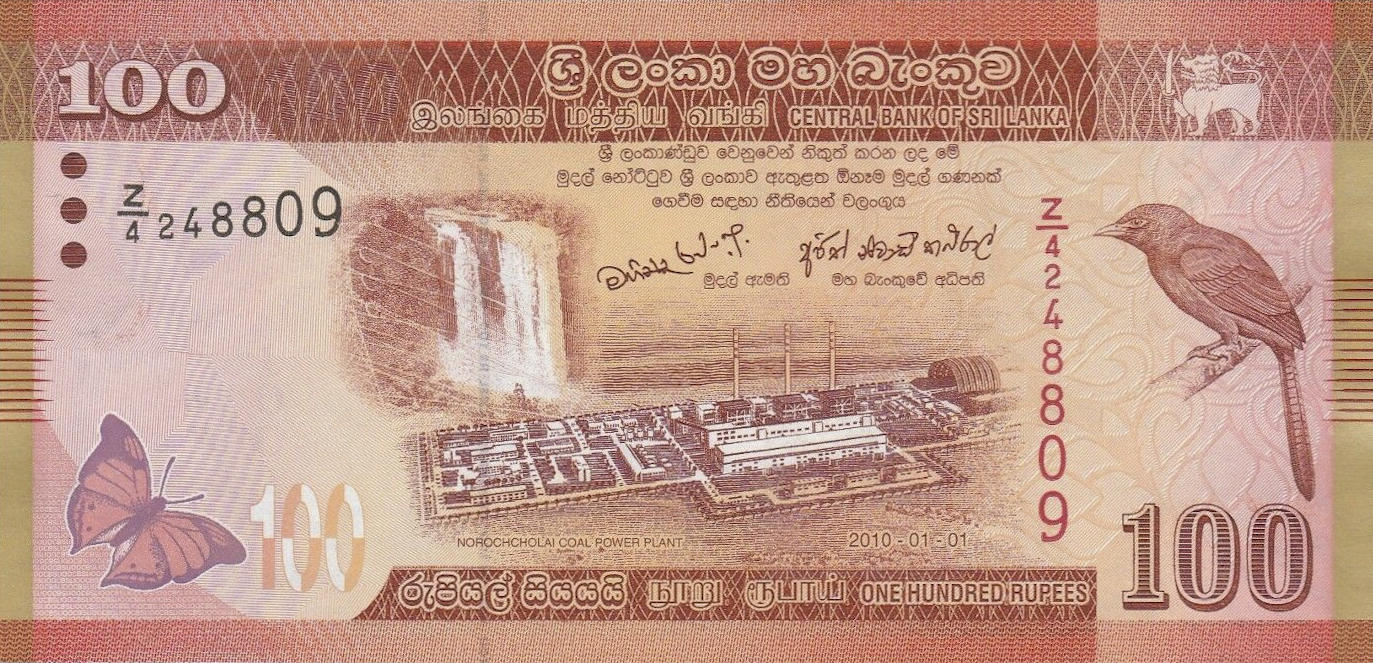 100
ශ්‍රී ලංකා මහ බැංකුව
இலங்கை மத்திய வங்கி CENTRAL BANK OF SRI LANKA
ශ්‍රී ලංකාණ්ඩුව වෙනුවෙන් නිකුත් කරන ලද මේ
මුදල් නෝට්ටුව ශ්‍රී ලංකාව ඇතුළත ඕනෑම මුදල් ගණනක්
ගෙවීම සඳහා නීතියෙන් වලංගුය
Z/4 248809
මුදල් ඇමති මහ බැංකුවේ අධිපති
Z/4 248809
NOROCHCHOLAI COAL POWER PLANT
2010 - 01 - 01
100
රුපියල් සියයයි நூறு ரூபாய் ONE HUNDRED RUPEES
100